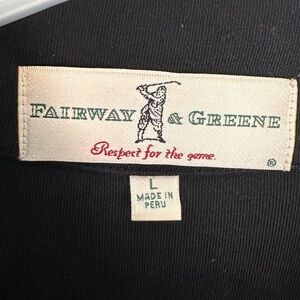 FAIRWAY & GREENE
Respect for the game.
®
L
MADE IN
PERU